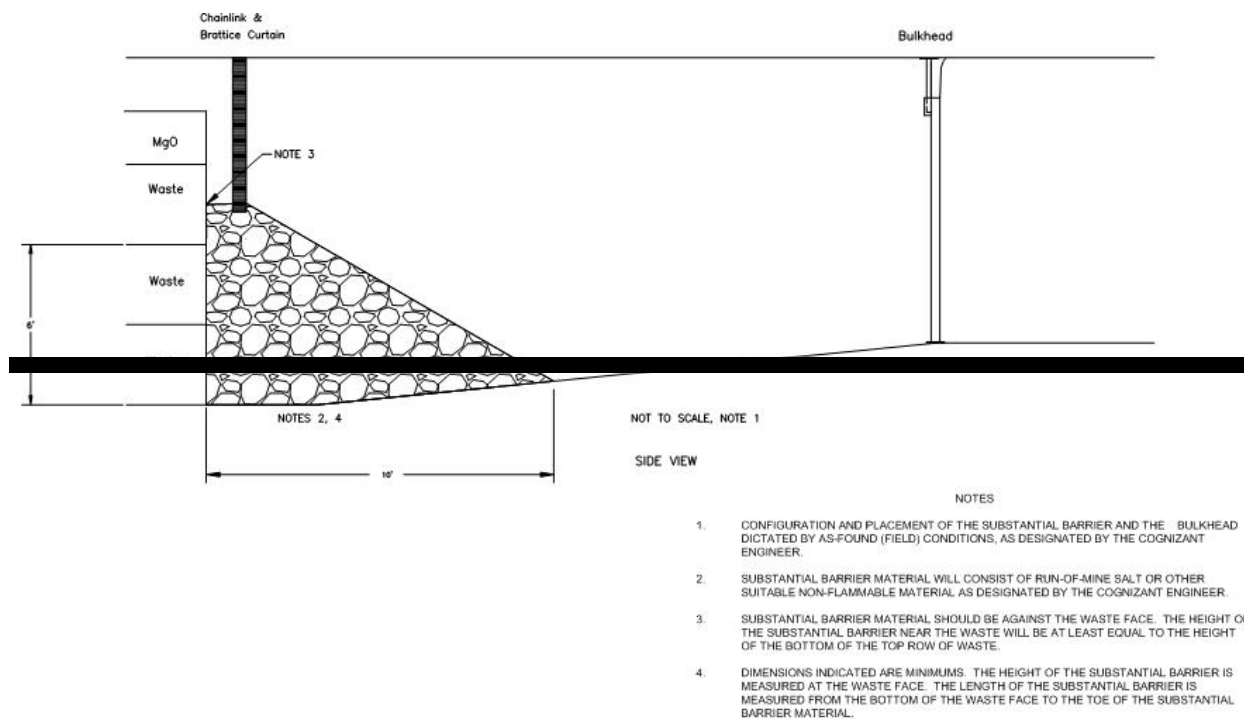 Chainlink &
Brattice Curtain
Bulkhead
MgO
NOTE 3
Waste
Waste
6'
NOTES 2, 4
NOT TO SCALE, NOTE 1
10'
SIDE VIEW
NOTES
1. CONFIGURATION AND PLACEMENT OF THE SUBSTANTIAL BARRIER AND THE BULKHEAD
DICTATED BY AS-FOUND (FIELD) CONDITIONS, AS DESIGNATED BY THE COGNIZANT
ENGINEER.
2. SUBSTANTIAL BARRIER MATERIAL WILL CONSIST OF RUN-OF-MINE SALT OR OTHER
SUITABLE NON-FLAMMABLE MATERIAL AS DESIGNATED BY THE COGNIZANT ENGINEER.
3. SUBSTANTIAL BARRIER MATERIAL SHOULD BE AGAINST THE WASTE FACE. THE HEIGHT
THE SUBSTANTIAL BARRIER NEAR THE WASTE WILL BE AT LEAST EQUAL TO THE HEIGHT
OF THE BOTTOM OF THE TOP ROW OF WASTE.
4. DIMENSIONS INDICATED ARE MINIMUMS. THE HEIGHT OF THE SUBSTANTIAL BARRIER IS
MEASURED AT THE WASTE FACE. THE LENGTH OF THE SUBSTANTIAL BARRIER IS
MEASURED FROM THE BOTTOM OF THE WASTE FACE TO THE TOE OF THE SUBSTANTIAL
BARRIER MATERIAL.